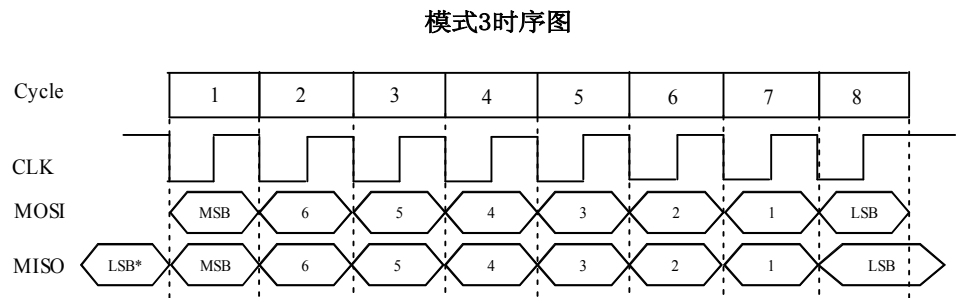 模式3时序图
Cycle 1 2 3 4 5 6 7 8
CLK
MOSI MSB 6 5 4 3 2 1 LSB
MISO LSB* MSB 6 5 4 3 2 1 LSB